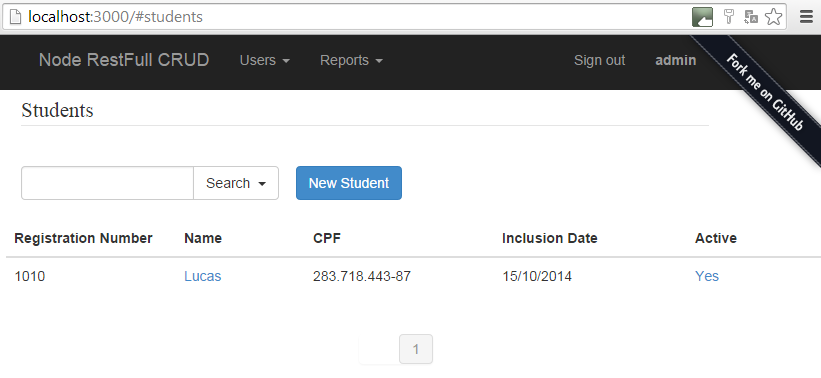 localhost:3000/#students
Node RestFull CRUD Users Reports Sign out admin
Fork me on GitHub
Students
Search New Student
Registration Number Name CPF Inclusion Date Active
1010 Lucas 283.718.443-87 15/10/2014 Yes
1